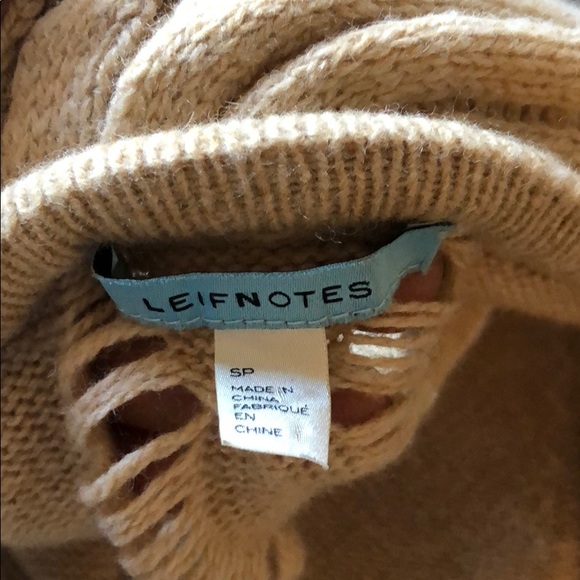 LEIFNOTES
SP
MADE IN
CHINA
FABRIQUÉ
EN
CHINE